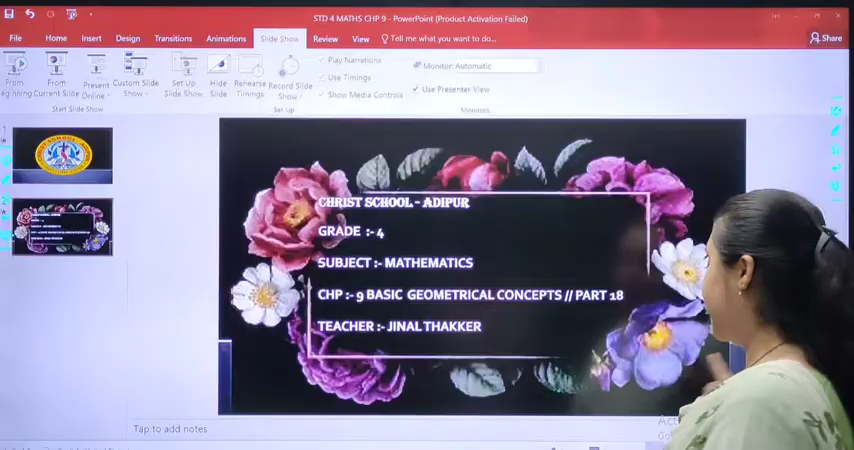 STD 4 MATHS CHP 9 - PowerPoint (Product Activation Failed)
File Home Insert Design Transitions Animations Slide Show Review View Tell me what you want to do... Share
From Beginning
From Current Slide
Present Online
Custom Slide Show
Set Up Slide Show
Hide Slide
Rehearse Timings
Record Slide Show
Play Narrations
Use Timings
Show Media Controls
Monitor: Automatic
Use Presenter View
Start Slide Show
Set Up
Monitors
1
CHRIST SCHOOL - ADIPUR
GRADE :- 4
SUBJECT :- MATHEMATICS
CHP :- 9 BASIC GEOMETRICAL CONCEPTS // PART 18
TEACHER :- JINAL THAKKER
Tap to add notes